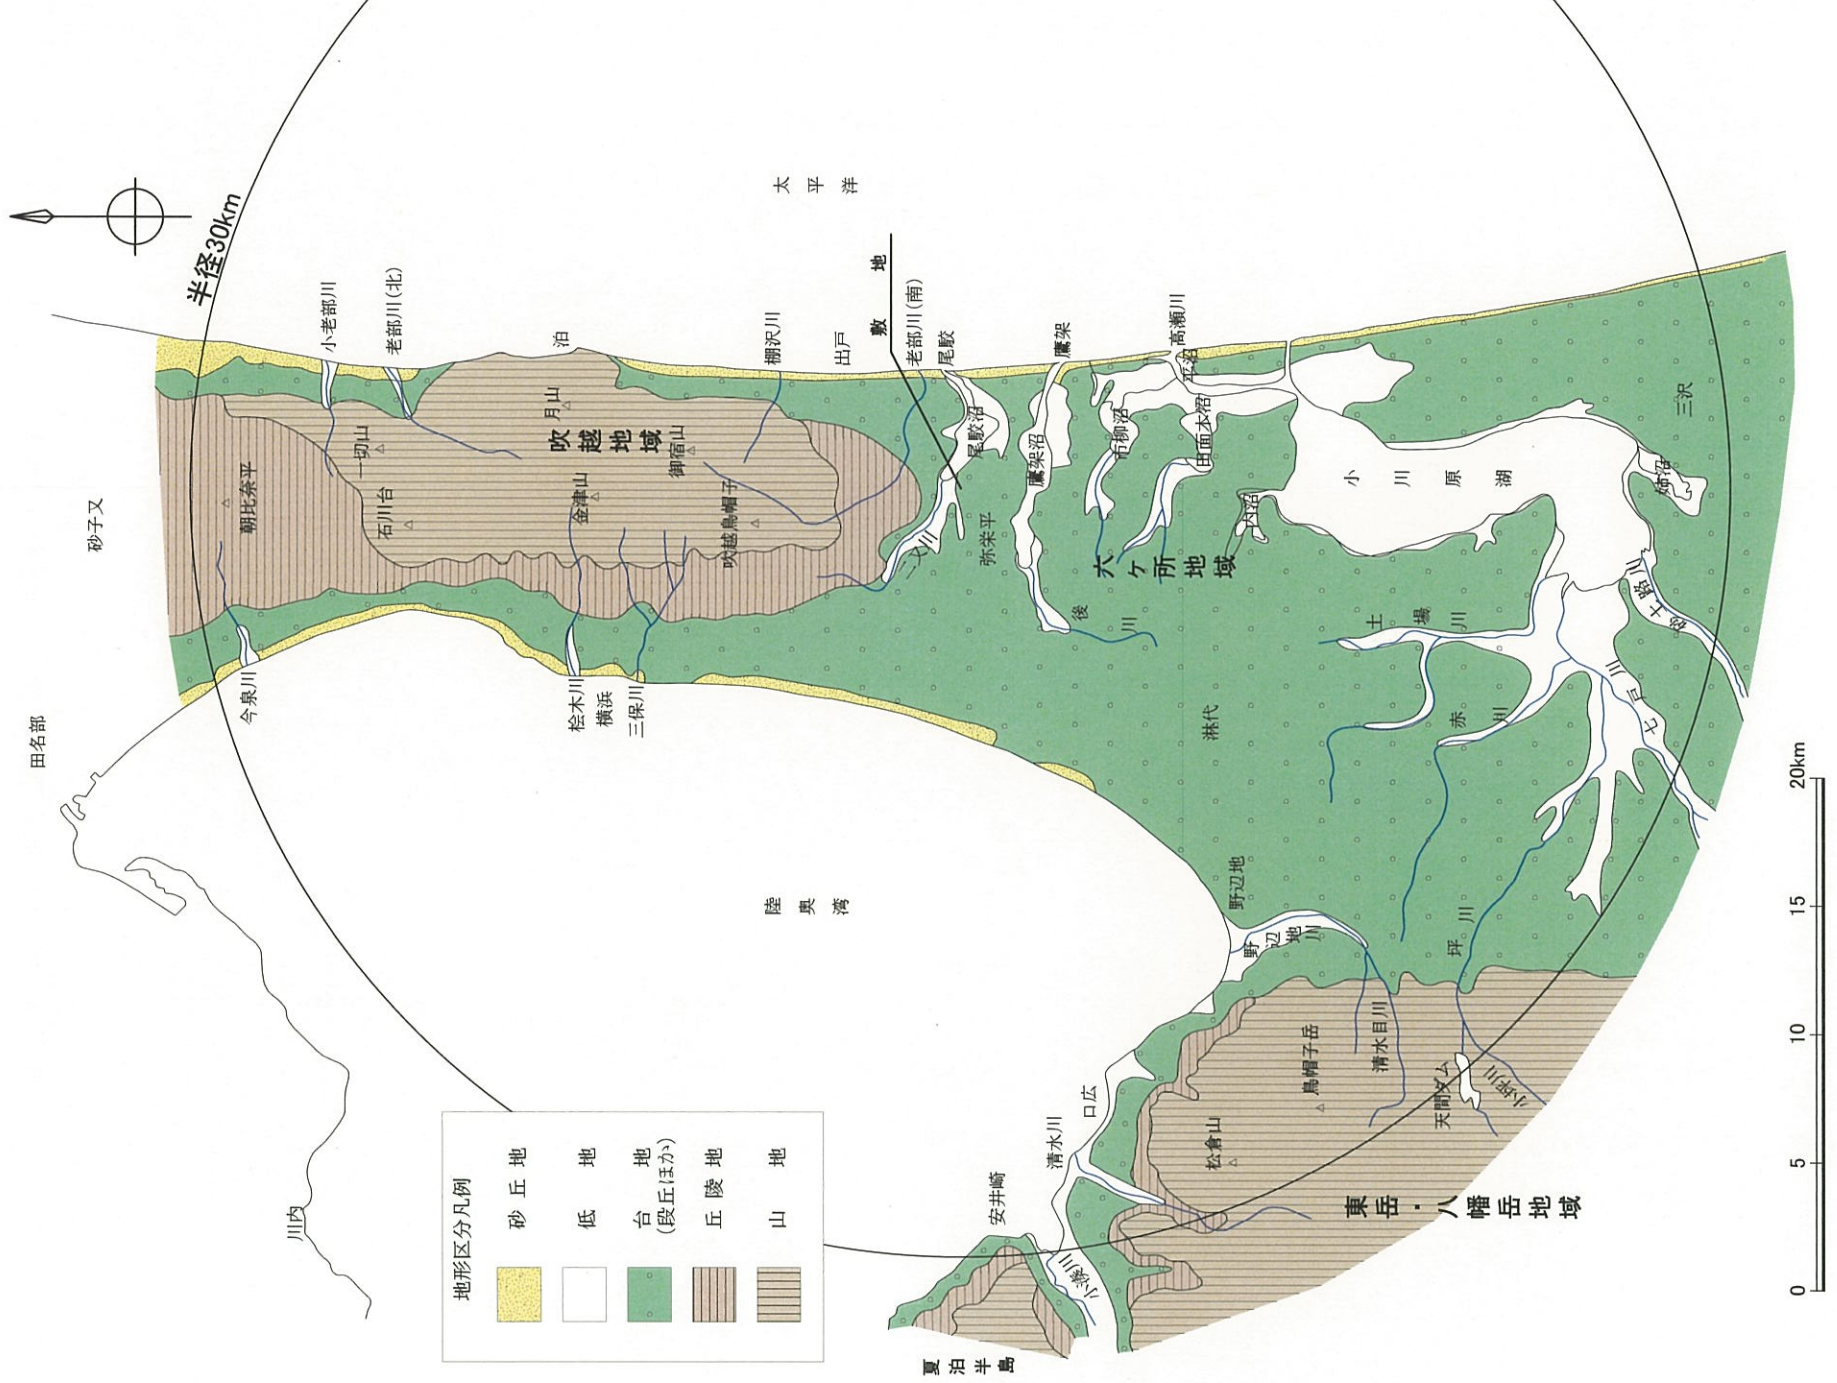 田名部
砂子又
半径30km
小老部川
老部川(北)
泊
棚沢川
出戸
老部川(南)
尾駮
鷹架
高瀬川
平沼
太平洋
敷地
朝比奈平
一切山
石川台
月山
吹越地域
金津山
御宿山
吹越烏帽子
今泉川
桧木川
横浜
三保川
二又川
尾駮沼
弥栄平
鷹架沼
市柳沼
田面木沼
後川
六ヶ所地域
内沼
小川原湖
姉沼
三沢
土場川
砂土路川
七戸川
赤川
淋代
陸奥湾
野辺地
野辺地川
坪川
清水目川
烏帽子岳
天間ダム
小坪川
松倉山
口広
清水川
安井崎
小湊川
東岳・八幡岳地域
夏泊半島
川内
地形区分凡例
砂丘地
低地
台地
(段丘ほか)
丘陵地
山地
0 5 10 15 20km